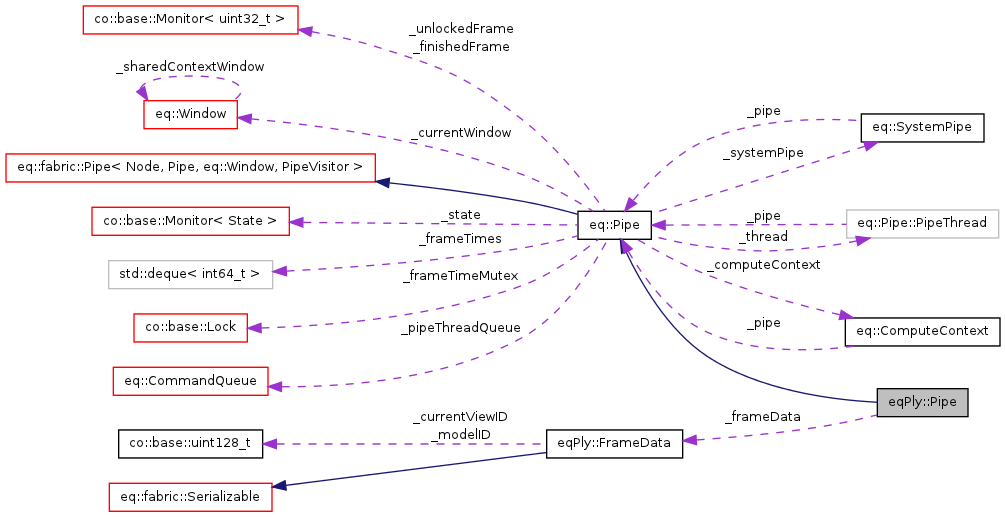 co::base::Monitor< uint32_t >
_unlockedFrame
_finishedFrame
_sharedContextWindow
eq::Window
_currentWindow
_pipe
eq::SystemPipe
_systemPipe
eq::fabric::Pipe< Node, Pipe, eq::Window, PipeVisitor >
co::base::Monitor< State >
_state
eq::Pipe
_pipe
eq::Pipe::PipeThread
_thread
_frameTimes
std::deque< int64_t >
_frameTimeMutex
_computeContext
co::base::Lock
_pipeThreadQueue
_pipe
eq::ComputeContext
eq::CommandQueue
eqPly::Pipe
_currentViewID
_modelID
_frameData
co::base::uint128_t
eqPly::FrameData
eq::fabric::Serializable